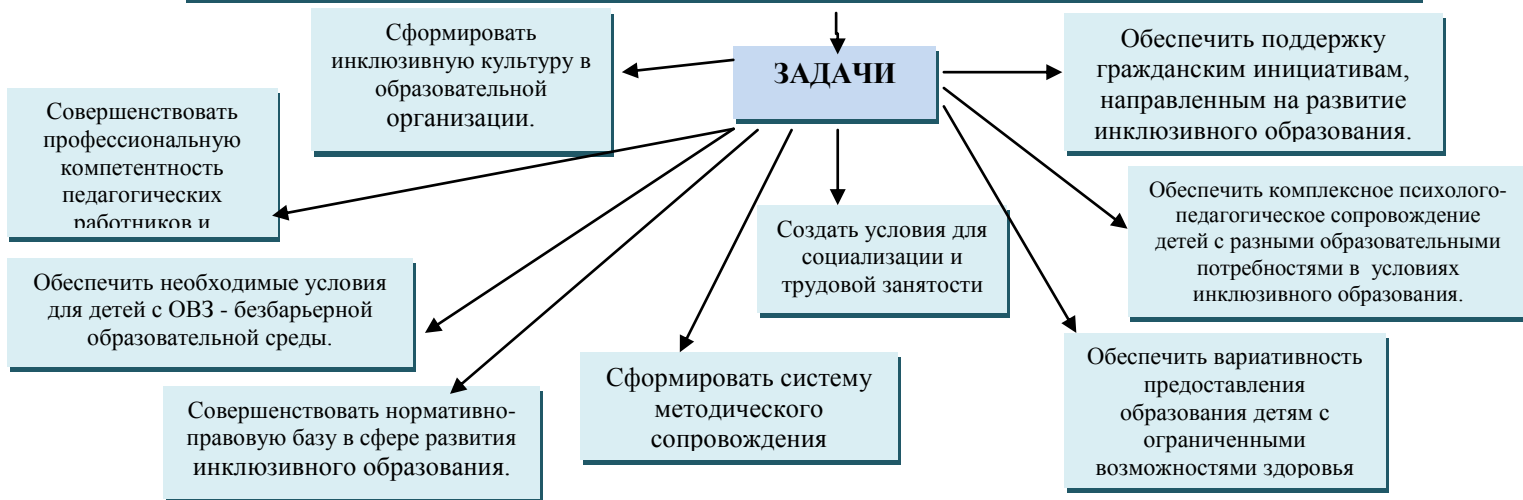 ЗАДАЧИ
Сформировать
инклюзивную культуру в
образовательной
организации.
Обеспечить поддержку
гражданским инициативам,
направленным на развитие
инклюзивного образования.
Совершенствовать
профессиональную
компетентность
педагогических
работников и
Обеспечить комплексное психолого-
педагогическое сопровождение
детей с разными образовательными
потребностями в условиях
инклюзивного образования.
Создать условия для
социализации и
трудовой занятости
Обеспечить необходимые условия
для детей с ОВЗ - безбарьерной
образовательной среды.
Обеспечить вариативность
предоставления
образования детям с
ограниченными
возможностями здоровья
Сформировать систему
методического
сопровождения
Совершенствовать нормативно-
правовую базу в сфере развития
инклюзивного образования.